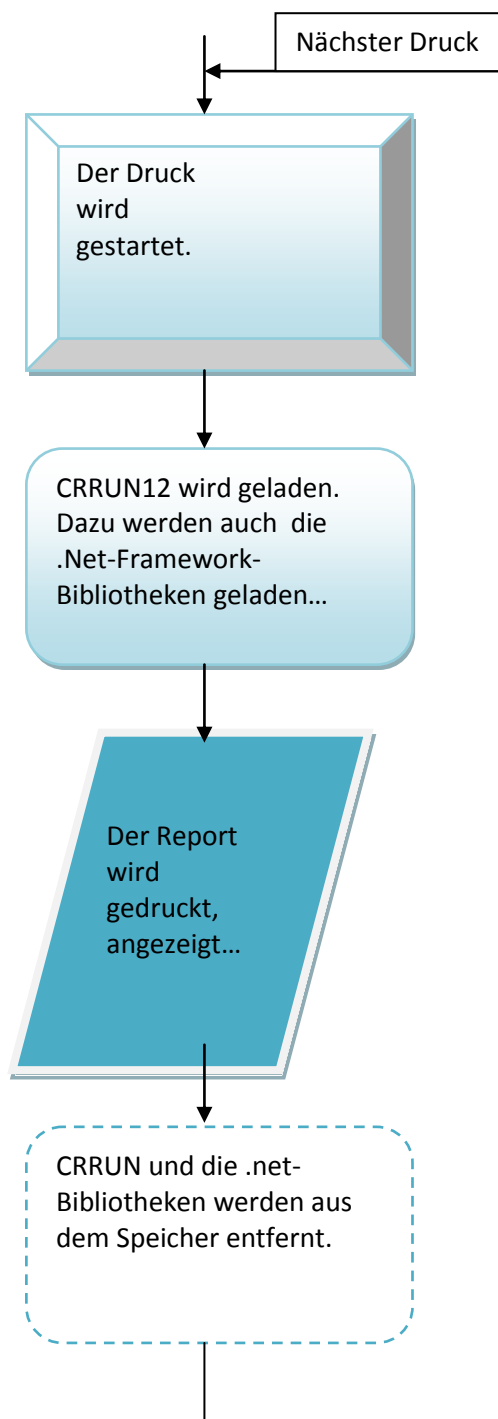 Nächster Druck
Der Druck
wird
gestartet.
CRRUN12 wird geladen.
Dazu werden auch  die
.Net-Framework-
Bibliotheken geladen…
Der Report
wird
gedruckt,
angezeigt…
CRRUN und die .net-
Bibliotheken werden aus
dem Speicher entfernt.